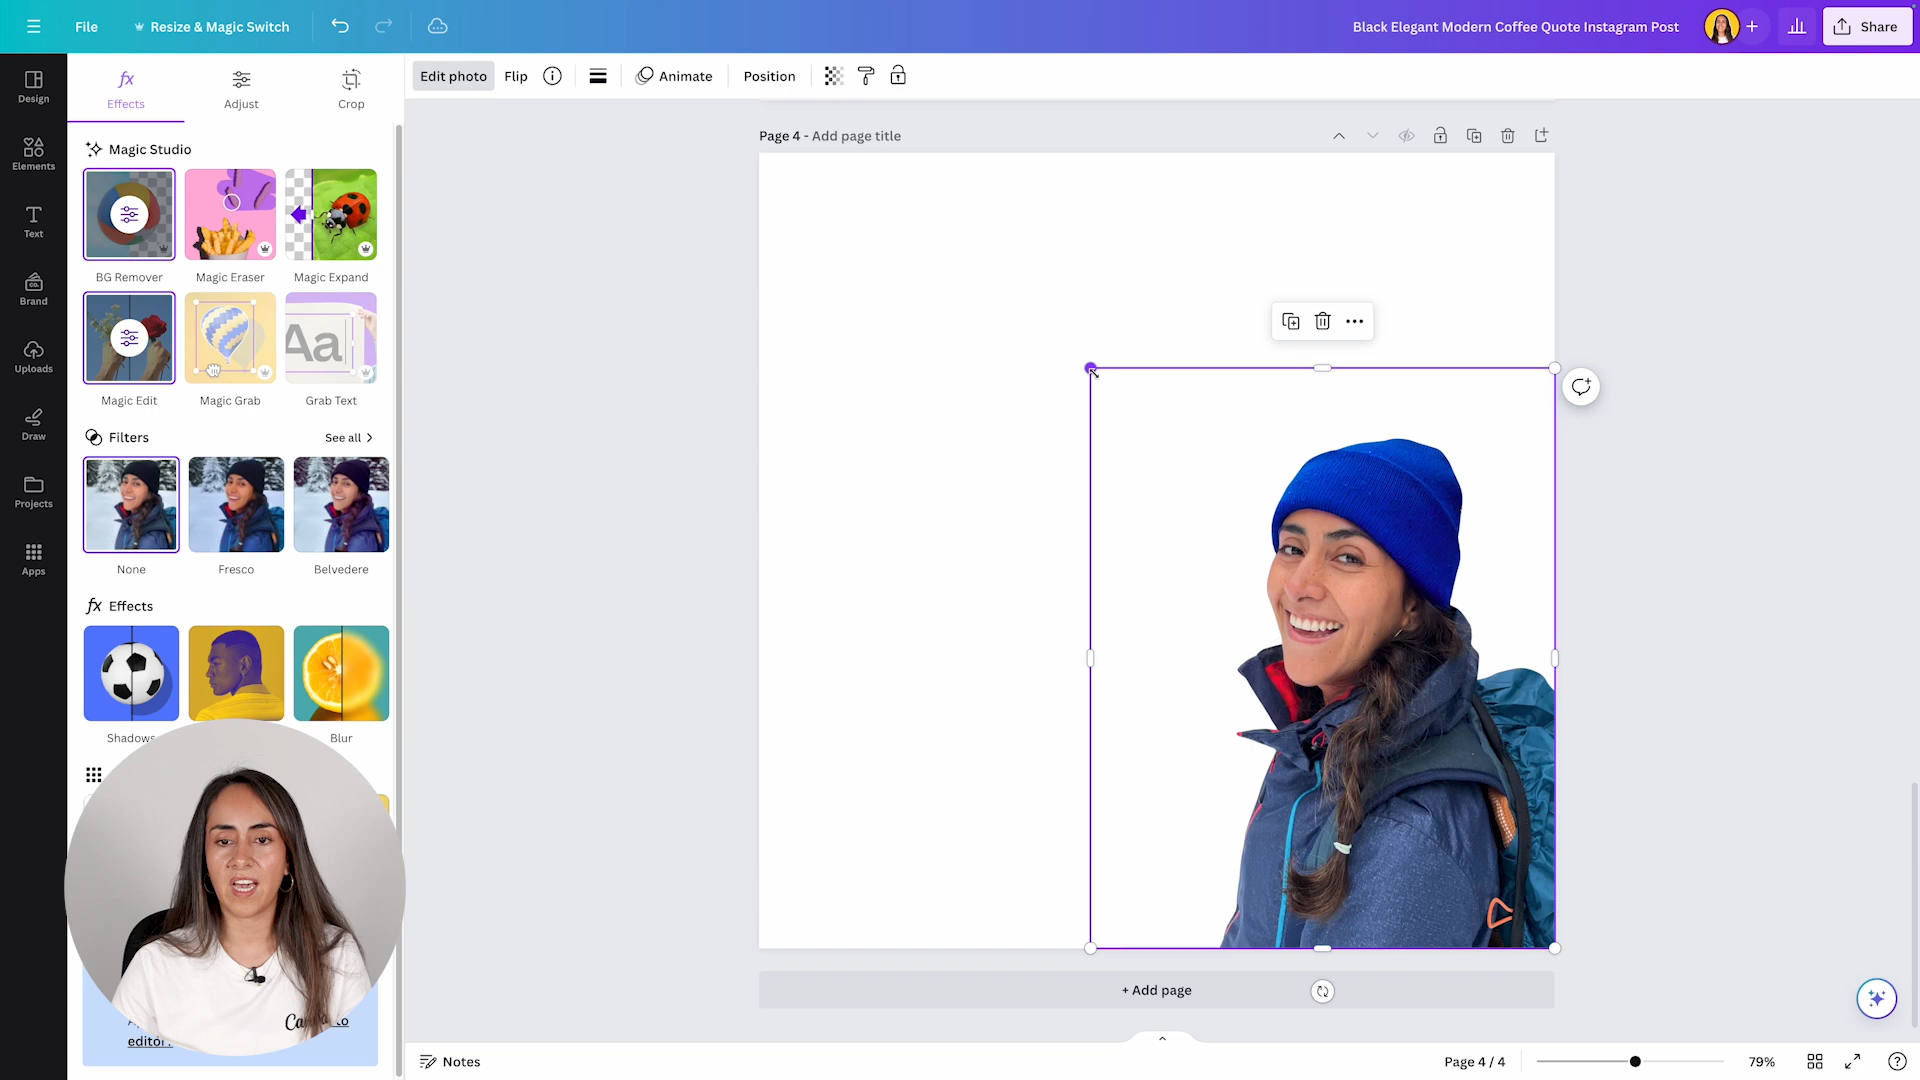 File
Resize & Magic Switch
Black Elegant Modern Coffee Quote Instagram Post
Share
Design
Elements
Text
Brand
Uploads
Draw
Projects
Apps
Effects
Adjust
Crop
Edit photo
Flip
Animate
Position
Magic Studio
BG Remover
Magic Eraser
Magic Expand
Aa
Magic Edit
Magic Grab
Grab Text
Filters
See all
None
Fresco
Belvedere
Effects
Shadows
Blur
to
editor.
Page 4 - Add page title
+ Add page
Notes
Page 4 / 4
79%